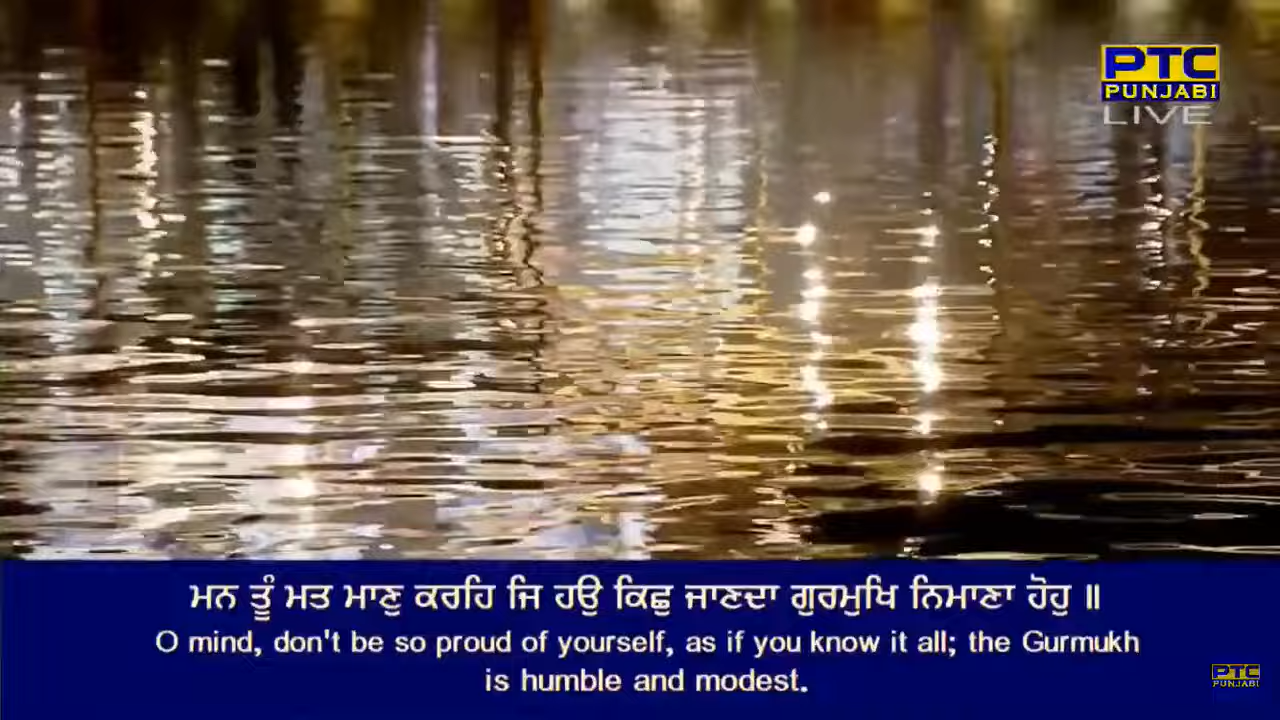 PTC
PUNJABI
LIVE
ਮਨ ਤੂੰ ਮਤ ਮਾਣੁ ਕਰਹਿ ਜਿ ਹਉ ਕਿਛੁ ਜਾਣਦਾ ਗੁਰਮੁਖਿ ਨਿਮਾਣਾ ਹੋਹੁ ॥
O mind, don't be so proud of yourself, as if you know it all; the Gurmukh
is humble and modest.
PTC
PUNJABI